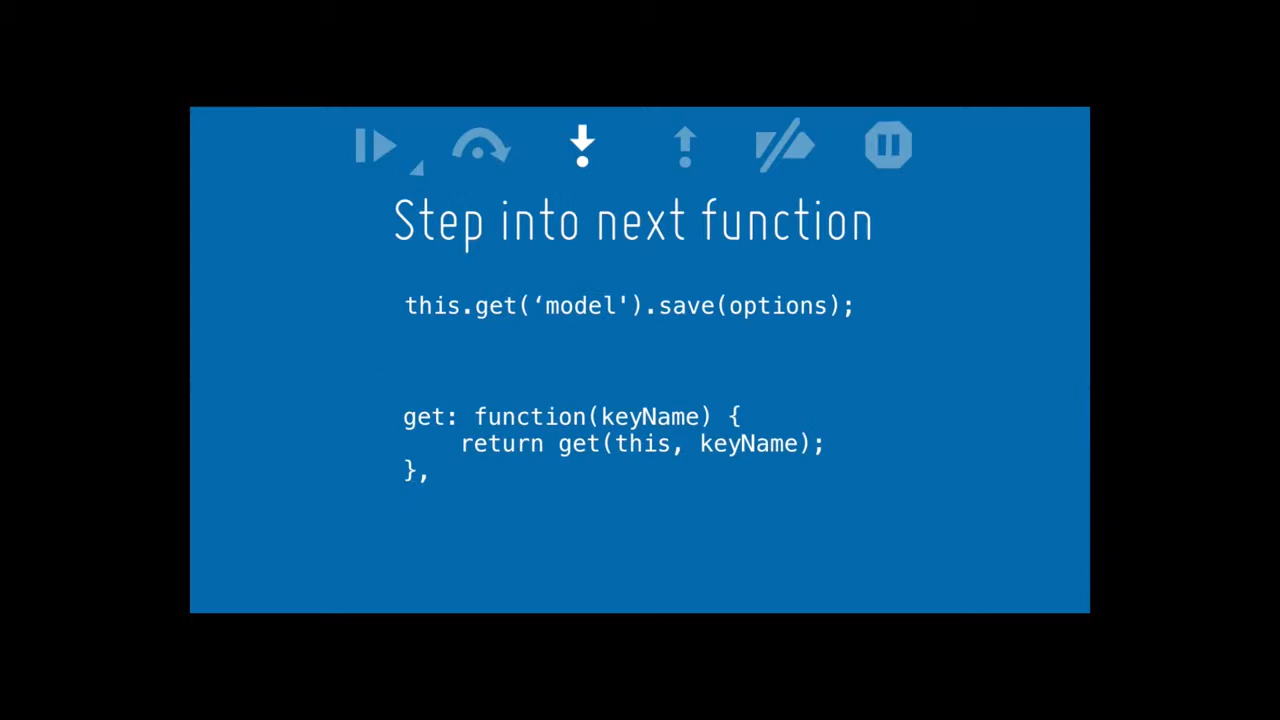 Step into next function
this.get(‘model').save(options);
get: function(keyName) {
    return get(this, keyName);
},